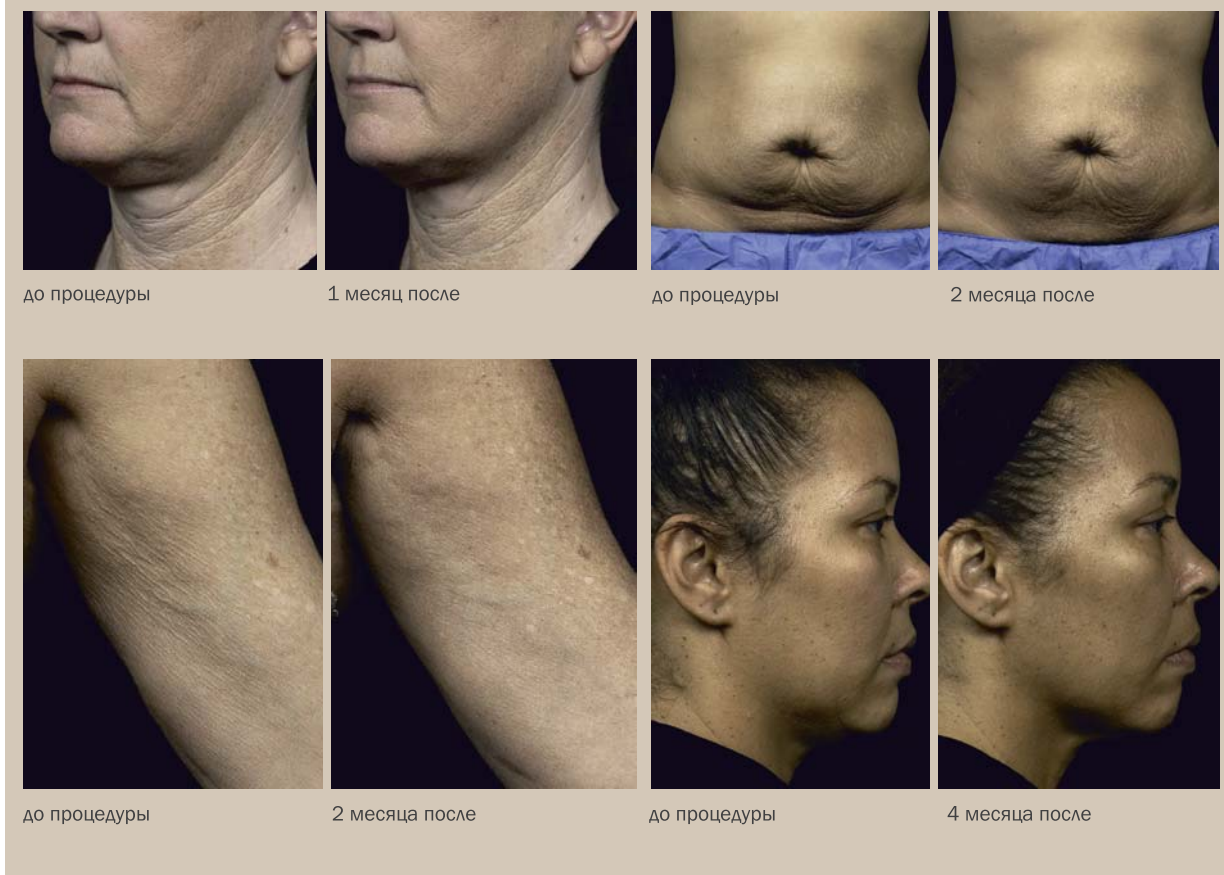 до процедуры
1 месяц после
до процедуры
2 месяца после
до процедуры
2 месяца после
до процедуры
4 месяца после